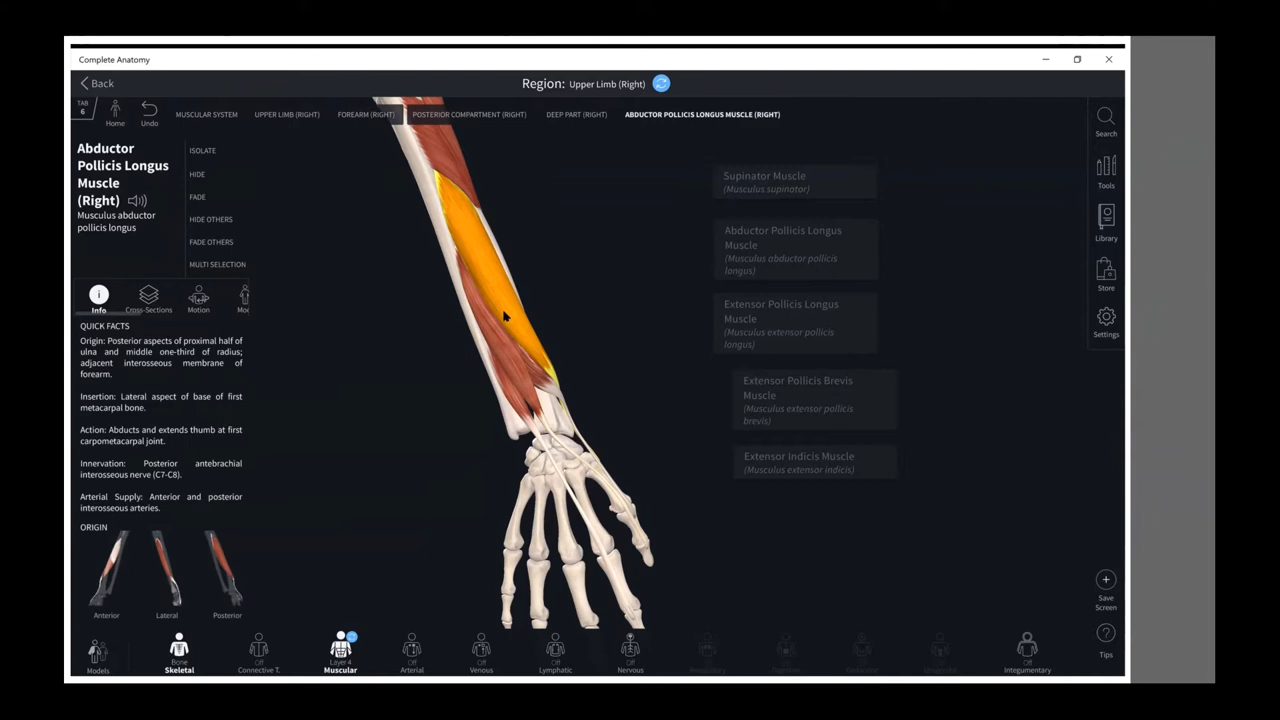 Complete Anatomy
Back
Region: Upper Limb (Right)
TAB
6
Home
Undo
MUSCULAR SYSTEM
UPPER LIMB (RIGHT)
FOREARM (RIGHT)
POSTERIOR COMPARTMENT (RIGHT)
DEEP PART (RIGHT)
ABDUCTOR POLLICIS LONGUS MUSCLE (RIGHT)
Abductor
Pollicis Longus
Muscle
(Right)
Musculus abductor
pollicis longus
ISOLATE
HIDE
FADE
HIDE OTHERS
FADE OTHERS
MULTI SELECTION
Info
Cross-Sections
Motion
QUICK FACTS
Origin: Posterior aspects of proximal half of
ulna and middle one-third of radius;
adjacent interosseous membrane of
forearm.
Insertion: Lateral aspect of base of first
metacarpal bone.
Action: Abducts and extends thumb at first
carpometacarpal joint.
Innervation: Posterior antebrachial
interosseous nerve (C7-C8).
Arterial Supply: Anterior and posterior
interosseous arteries.
ORIGIN
Anterior
Lateral
Posterior
Supinator Muscle
(Musculus supinator)
Abductor Pollicis Longus
Muscle
(Musculus abductor pollicis
longus)
Extensor Pollicis Longus
Muscle
(Musculus extensor pollicis
longus)
Extensor Pollicis Brevis
Muscle
(Musculus extensor pollicis
brevis)
Extensor Indicis Muscle
(Musculus extensor indicis)
Search
Tools
Library
Store
Settings
Save
Screen
Tips
Models
Bone
Skeletal
Off
Connective T.
Layer 4
Muscular
Off
Arterial
Off
Venous
Off
Lymphatic
Off
Nervous
Off
Integumentary